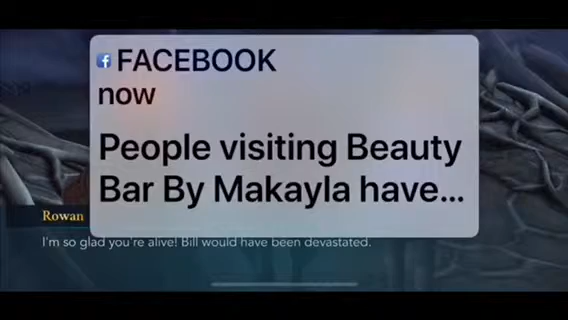 FACEBOOK
now
People visiting Beauty
Bar By Makayla have...
Rowan
I'm so glad you're alive! Bill would have been devastated.